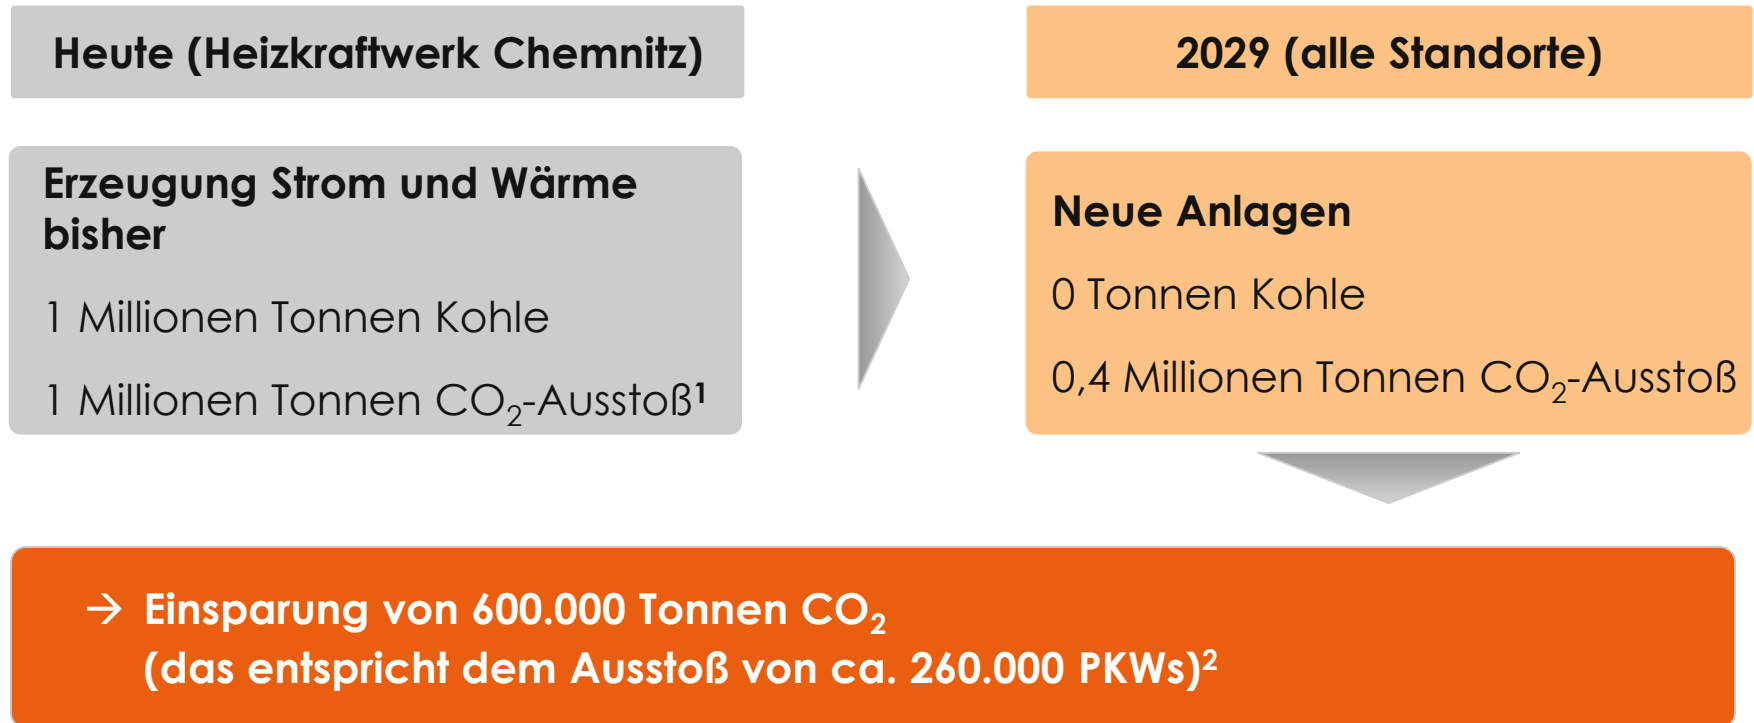 Heute (Heizkraftwerk Chemnitz)
2029 (alle Standorte)
Erzeugung Strom und Wärme
bisher
1 Millionen Tonnen Kohle
1 Millionen Tonnen CO₂-Ausstoß¹
Neue Anlagen
0 Tonnen Kohle
0,4 Millionen Tonnen CO₂-Ausstoß
→ Einsparung von 600.000 Tonnen CO₂
(das entspricht dem Ausstoß von ca. 260.000 PKWs)²